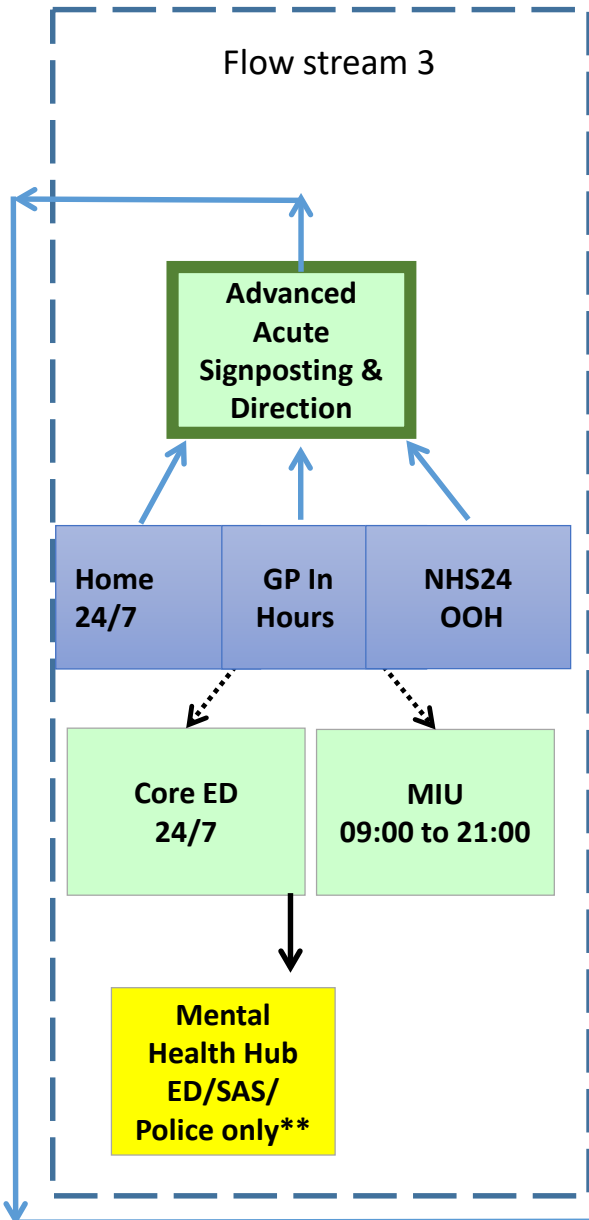 Flow stream 3
Advanced
Acute
Signposting &
Direction
Home
24/7
GP In
Hours
NHS24
OOH
Core ED
24/7
MIU
09:00 to 21:00
Mental
Health Hub
ED/SAS/
Police only**